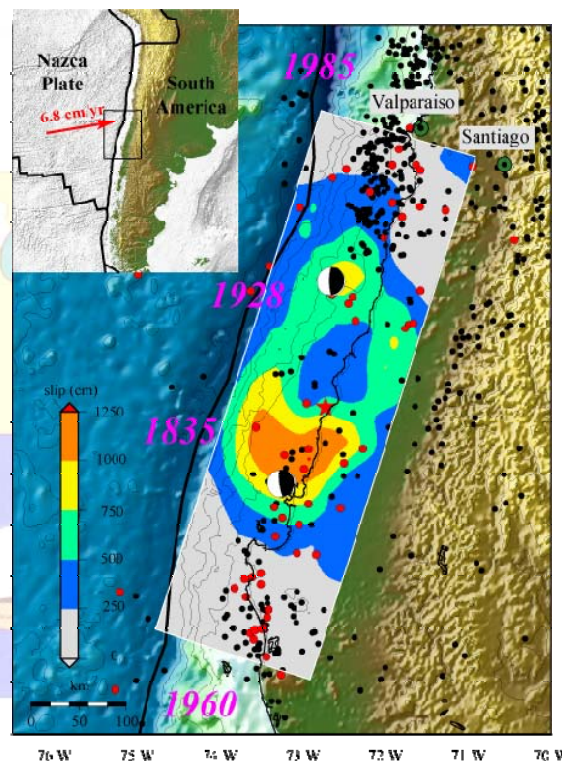 Nazca
Plate
South
America
6.8 cm/yr
1985
Valparaiso
Santiago
1928
1835
1960
slip (cm)
1250
1000
750
500
250
0
km
0 50 100
76 W 75 W 74 W 73 W 72 W 71 W 70 W